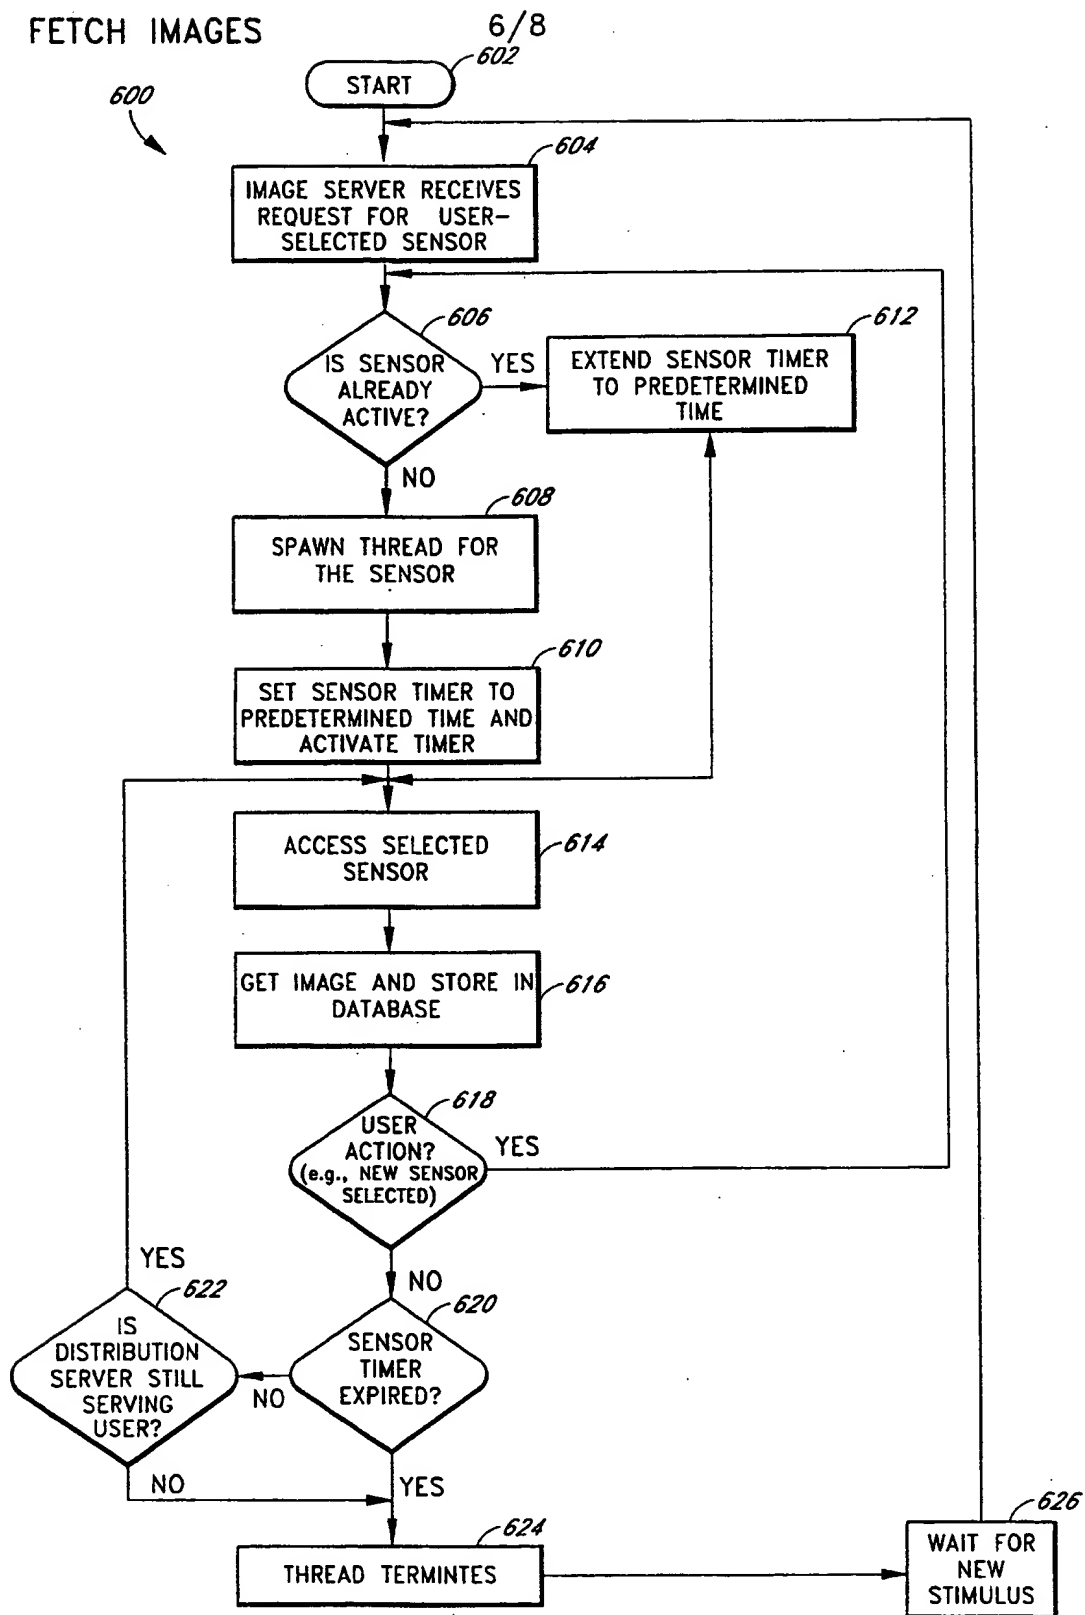 FETCH IMAGES
6/8
602
START
600
604
IMAGE SERVER RECEIVES
REQUEST FOR USER-
SELECTED SENSOR
606
612
IS SENSOR
ALREADY
ACTIVE?
YES
EXTEND SENSOR TIMER
TO PREDETERMINED
TIME
NO
608
SPAWN THREAD FOR
THE SENSOR
610
SET SENSOR TIMER TO
PREDETERMINED TIME AND
ACTIVATE TIMER
ACCESS SELECTED
SENSOR
614
GET IMAGE AND STORE IN
DATABASE
616
618
USER
ACTION?
(e.g., NEW SENSOR
SELECTED)
YES
NO
YES
622
620
IS
DISTRIBUTION
SERVER STILL
SERVING
USER?
NO
SENSOR
TIMER
EXPIRED?
NO
YES
624
THREAD TERMINTES
626
WAIT FOR
NEW
STIMULUS